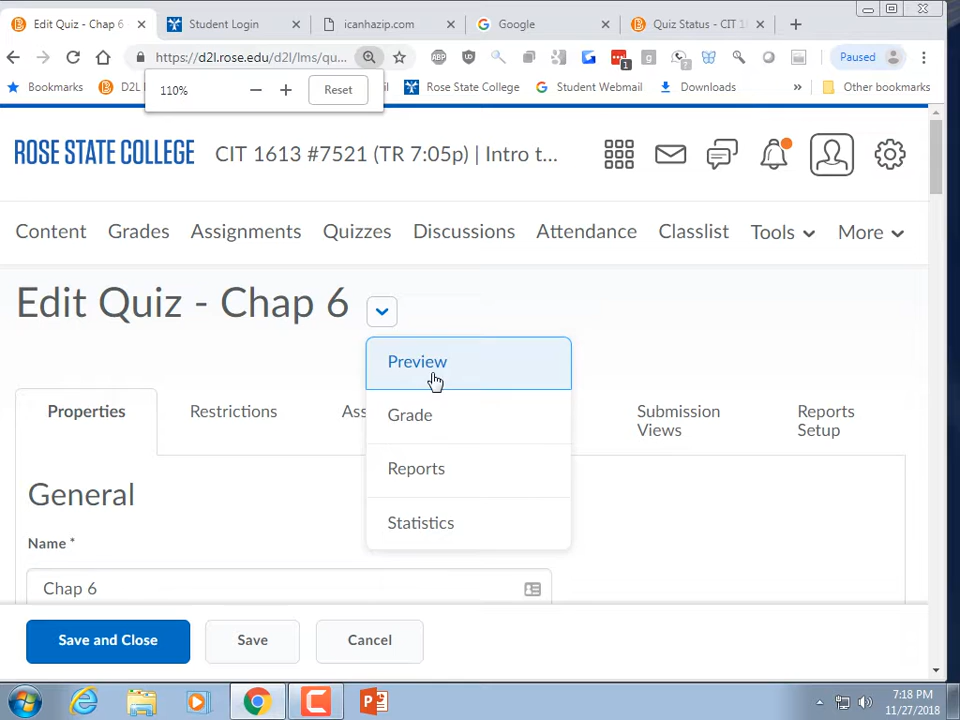 Edit Quiz - Chap 6
Student Login
icanhazip.com
Google
Quiz Status - CIT 1
https://d2l.rose.edu/d2l/lms/qu...
ABP
1
g
Paused
Bookmarks
D2L
il
Rose State College
Student Webmail
Downloads
»
Other bookmarks
110%
Reset
ROSE STATE COLLEGE
CIT 1613 #7521 (TR 7:05p) | Intro t...
Content
Grades
Assignments
Quizzes
Discussions
Attendance
Classlist
Tools
More
Edit Quiz - Chap 6
Preview
Grade
Reports
Statistics
Properties
Restrictions
Ass
Submission
Views
Reports
Setup
General
Name *
Chap 6
Save and Close
Save
Cancel
7:18 PM
11/27/2018